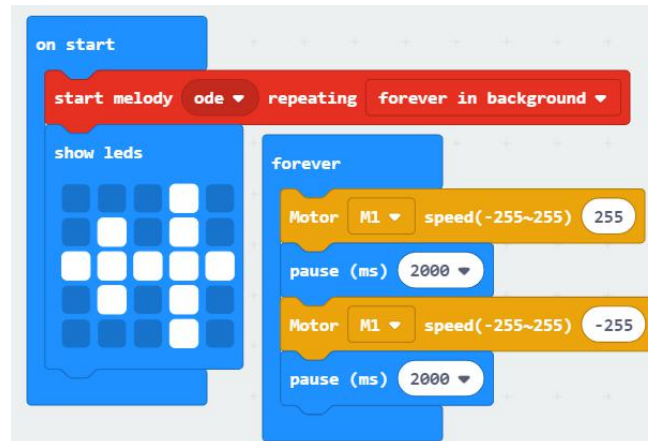 on start
start melody ode repeating forever in background
show leds
forever
Motor M1 speed(-255~255) 255
pause (ms) 2000
Motor M1 speed(-255~255) -255
pause (ms) 2000